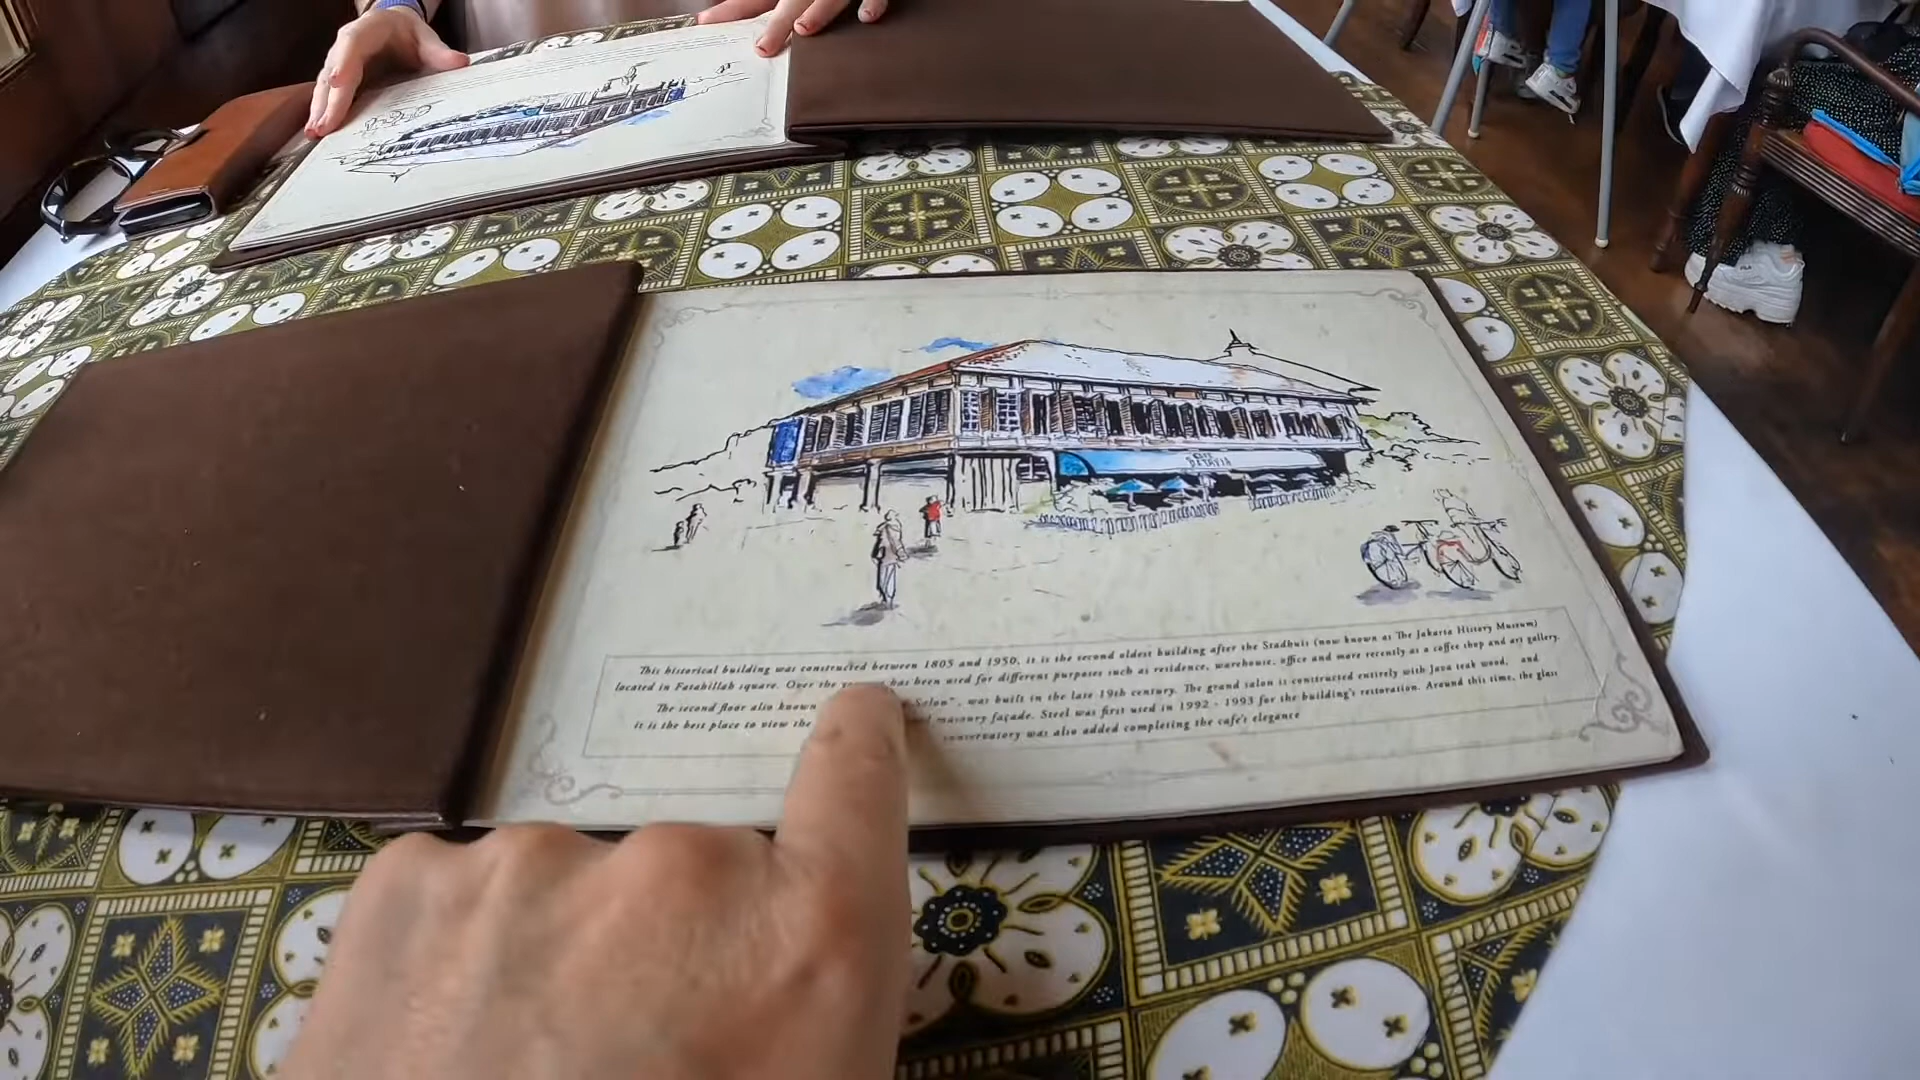 CAFE BATAVIA
This historical building was constructed between 1805 and 1950, it is the second oldest building after the Stadhuis (now known as The Jakarta History Museum)
located in Fatahillah square. Over the has been used for different purposes such as residence, warehouse, office and more recently as a coffee shop and art gallery.
The second floor also known Salon", was built in the late 19th century. The grand salon is constructed entirely with Java teak wood, and
it is the best place to view the masonry façade. Steel was first used in 1992 - 1993 for the building's restoration. Around this time, the glass
conservatory was also added completing the cafe's elegance